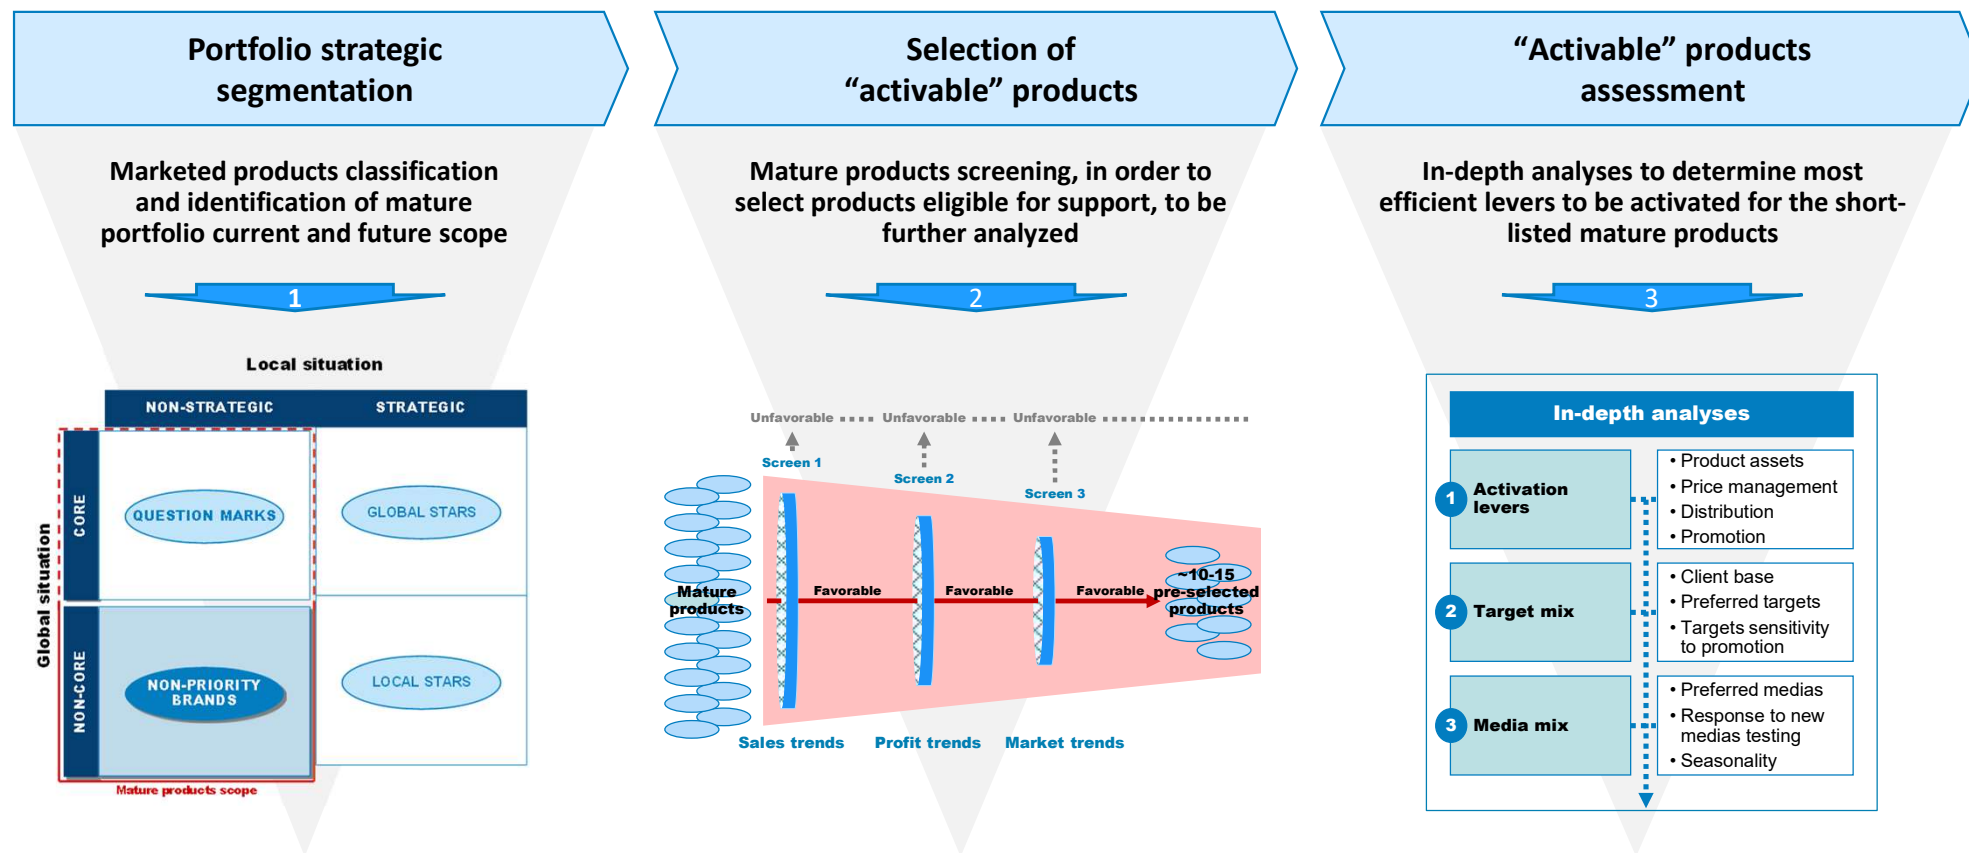 Portfolio strategic
segmentation
Marketed products classification
and identification of mature
portfolio current and future scope
1
Local situation
NON-STRATEGIC
STRATEGIC
Global situation
CORE
QUESTION MARKS
GLOBAL STARS
NON-CORE
NON-PRIORITY
BRANDS
LOCAL STARS
Mature products scope
Selection of
“activable” products
Mature products screening, in order to
select products eligible for support, to be
further analyzed
2
Unfavorable
Unfavorable
Unfavorable
Screen 1
Screen 2
Screen 3
Mature
products
Favorable
Favorable
Favorable
~10-15
pre-selected
products
Sales trends
Profit trends
Market trends
“Activable” products
assessment
In-depth analyses to determine most
efficient levers to be activated for the short-
listed mature products
3
In-depth analyses
1
Activation
levers
• Product assets
• Price management
• Distribution
• Promotion
2
Target mix
• Client base
• Preferred targets
• Targets sensitivity
to promotion
3
Media mix
• Preferred medias
• Response to new
medias testing
• Seasonality